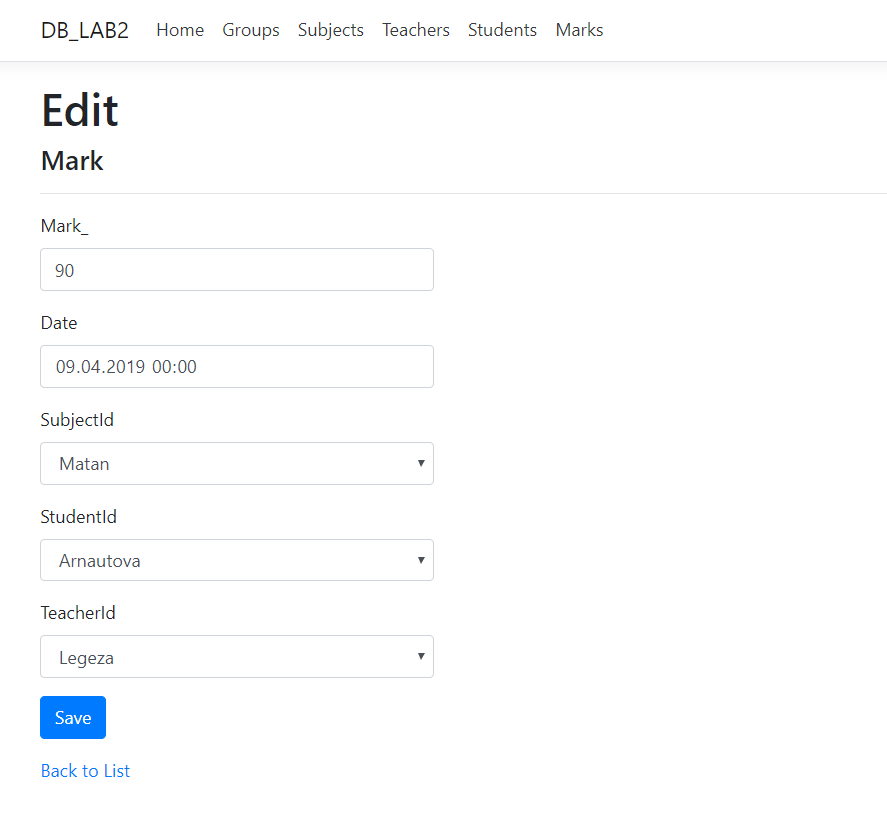 DB_LAB2 Home Groups Subjects Teachers Students Marks
Edit
Mark
Mark_
90
Date
09.04.2019 00:00
SubjectId
Matan
StudentId
Arnautova
TeacherId
Legeza
Save
Back to List